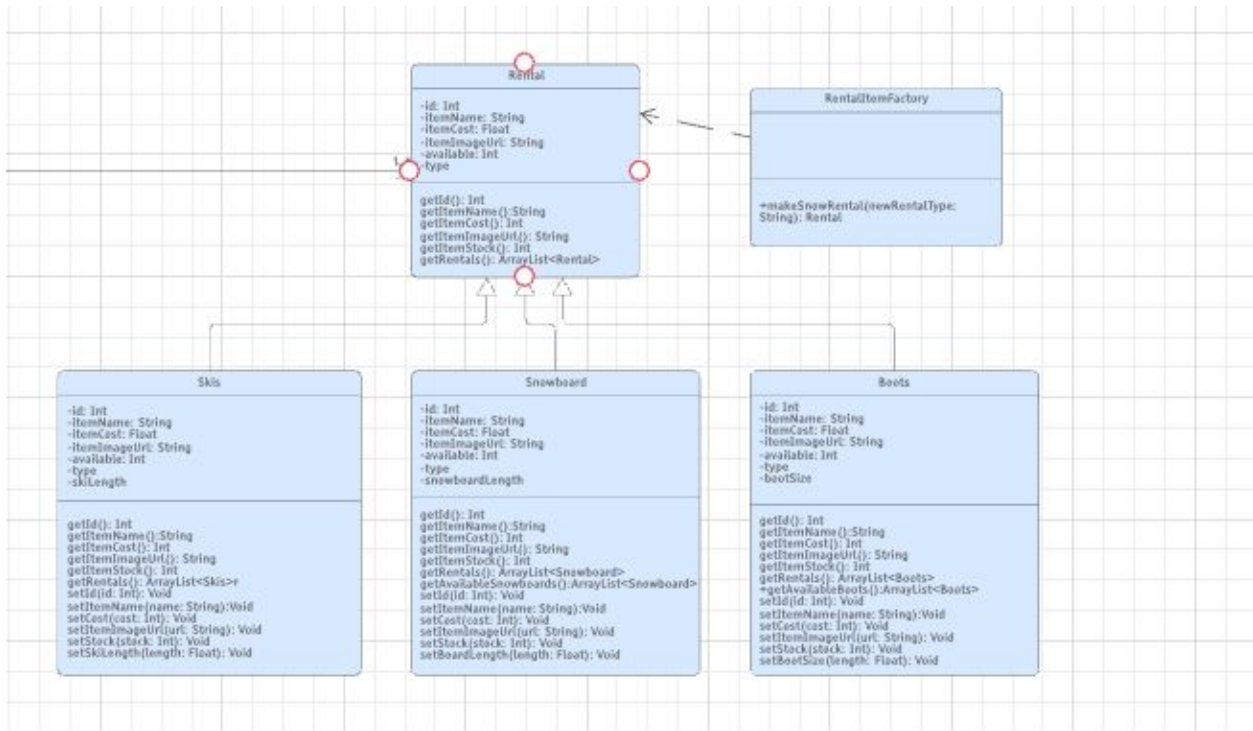 Rental
-id: Int
-itemName: String
-itemCost: Float
-itemImageUrl: String
-available: Int
-type
getId(): Int
getItemName():String
getItemCost(): Int
getItemImageUrl(): String
getItemStock(): Int
getRentals(): ArrayList<Rental>
RentalItemFactory
+makeSnowRental(newRentalType:
String): Rental
Skis
-id: Int
-itemName: String
-itemCost: Float
-itemImageUrl: String
-available: Int
-type
-skiLength
getId(): Int
getItemName():String
getItemCost(): Int
getItemImageUrl(): String
getItemStock(): Int
getRentals(): ArrayList<Skis>r
setId(id: Int): Void
setItemName(name: String):Void
setCost(cost: Int): Void
setItemImageUrl(url: String): Void
setStock(stock: Int): Void
setSkiLength(length: Float): Void
Snowboard
-id: Int
-itemName: String
-itemCost: Float
-itemImageUrl: String
-available: Int
-type
-snowboardLength
getId(): Int
getItemName():String
getItemCost(): Int
getItemImageUrl(): String
getItemStock(): Int
getRentals(): ArrayList<Snowboard>
getAvailableSnowboards():ArrayList<Snowboard>
setId(id: Int): Void
setItemName(name: String):Void
setCost(cost: Int): Void
setItemImageUrl(url: String): Void
setStock(stock: Int): Void
setBoardLength(length: Float): Void
Boots
-id: Int
-itemName: String
-itemCost: Float
-itemImageUrl: String
-available: Int
-type
-bootSize
getId(): Int
getItemName():String
getItemCost(): Int
getItemImageUrl(): String
getItemStock(): Int
getRentals(): ArrayList<Boots>
+getAvailableBoots():ArrayList<Boots>
setId(id: Int): Void
setItemName(name: String):Void
setCost(cost: Int): Void
setItemImageUrl(url: String): Void
setStock(stock: Int): Void
setBootSize(length: Float): Void